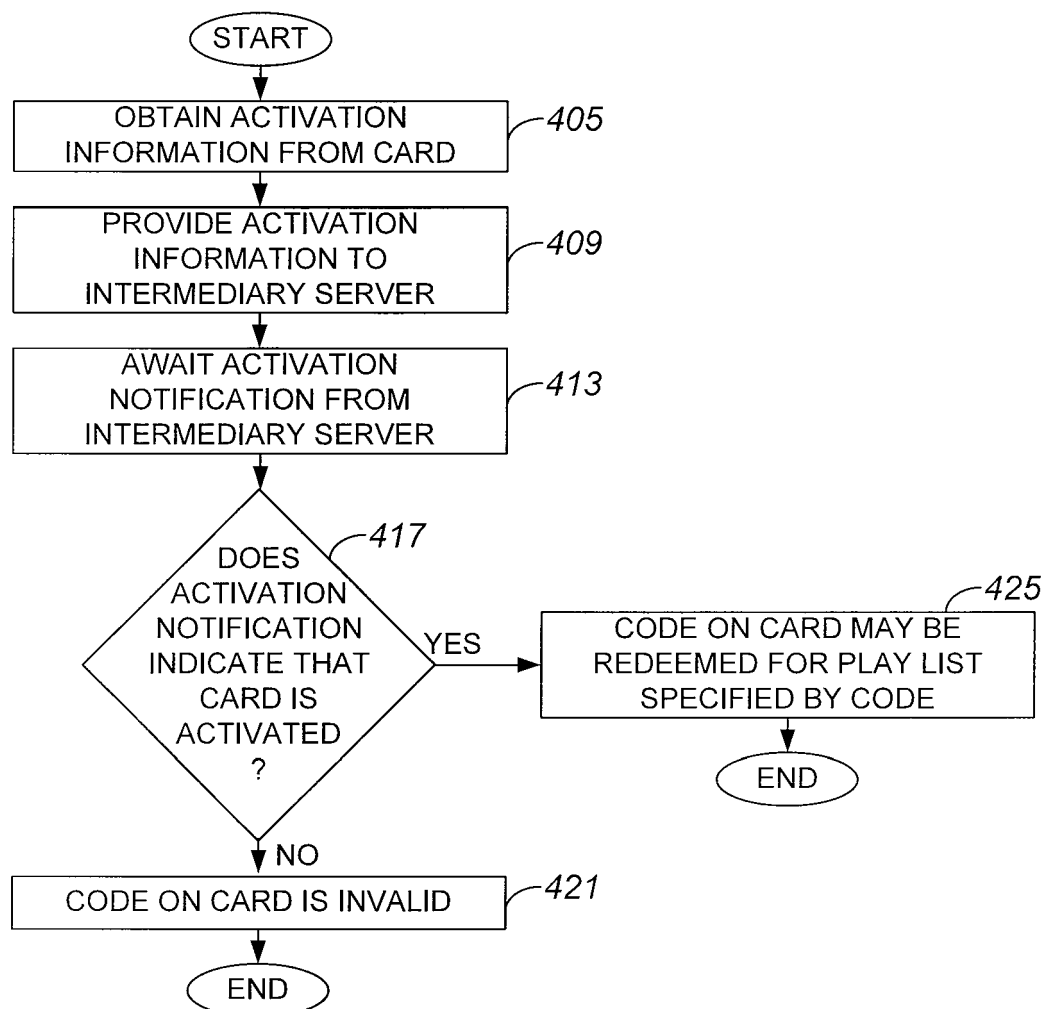 START
OBTAIN ACTIVATION
INFORMATION FROM CARD
405
PROVIDE ACTIVATION
INFORMATION TO
INTERMEDIARY SERVER
409
AWAIT ACTIVATION
NOTIFICATION FROM
INTERMEDIARY SERVER
413
DOES
ACTIVATION
NOTIFICATION
INDICATE THAT
CARD IS
ACTIVATED
?
417
YES
CODE ON CARD MAY BE
REDEEMED FOR PLAY LIST
SPECIFIED BY CODE
425
END
NO
CODE ON CARD IS INVALID
421
END